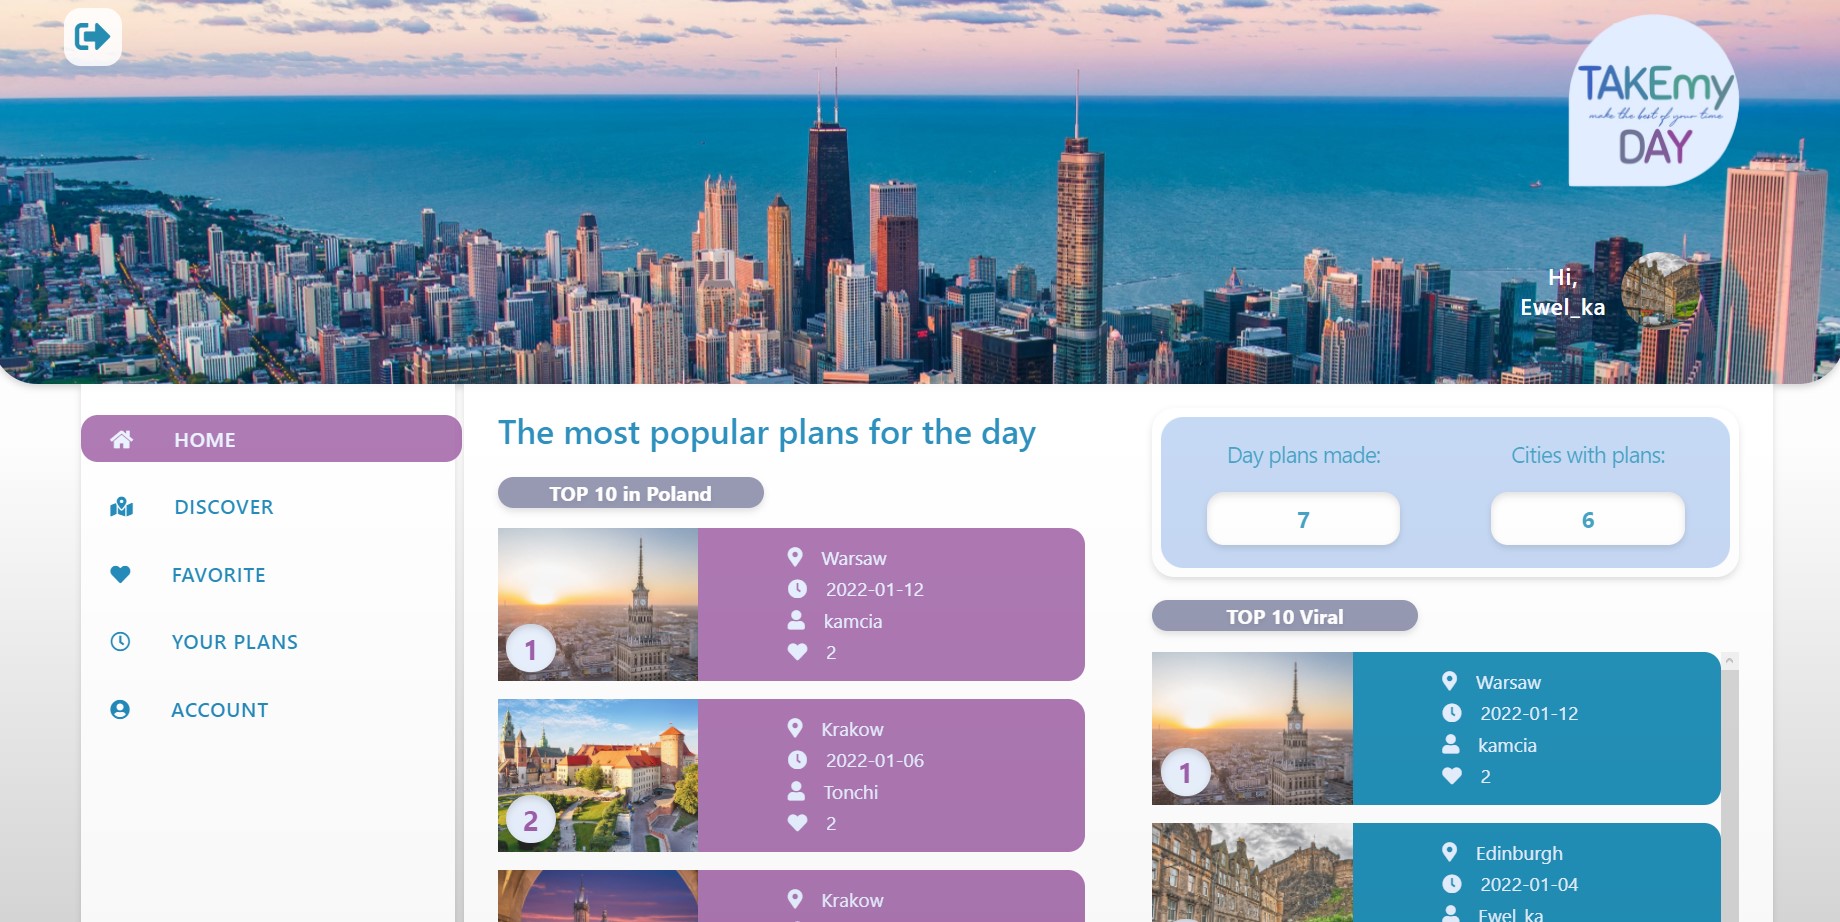 TAKEmy
make the best of your time
DAY
Hi,
Ewel_ka
HOME
DISCOVER
FAVORITE
YOUR PLANS
ACCOUNT
The most popular plans for the day
TOP 10 in Poland
1
Warsaw
2022-01-12
kamcia
2
2
Krakow
2022-01-06
Tonchi
2
Krakow
Day plans made:
7
Cities with plans:
6
TOP 10 Viral
1
Warsaw
2022-01-12
kamcia
2
Edinburgh
2022-01-04
Ewel_ka